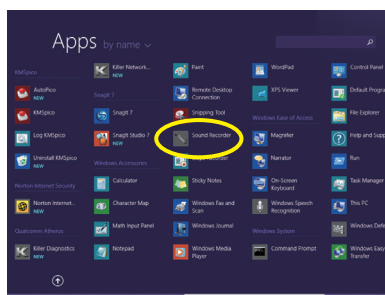 Apps by name
KMSpico
AutoPico
NEW
KMSpico
NEW
Log KMSpico
Uninstall KMSpico
NEW
Norton Internet Security
Norton Internet...
NEW
Qualcomm Atheros
Killer Diagnostics
NEW
Killer Network...
NEW
Snagit 7
Snagit 7
Snagit Studio 7
NEW
Windows Accessories
Calculator
Character Map
Math Input Panel
Notepad
Paint
Remote Desktop
Connection
Snipping Tool
Sound Recorder
Recorder
Sticky Notes
Windows Fax and
Scan
Windows Journal
Windows Media
Player
WordPad
XPS Viewer
Windows Ease of Access
Magnifier
Narrator
On-Screen
Keyboard
Windows Speech
Recognition
Windows System
Command Prompt
Control Panel
Default Progra
File Explorer
Help and Supp
Run
Task Manager
This PC
Windows Defe
Windows Easy
Transfer